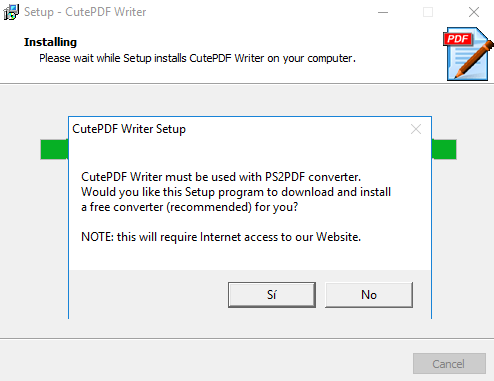 Setup - CutePDF Writer
Installing
Please wait while Setup installs CutePDF Writer on your computer.
PDF
CutePDF Writer Setup
CutePDF Writer must be used with PS2PDF converter.
Would you like this Setup program to download and install
a free converter (recommended) for you?
NOTE: this will require Internet access to our Website.
Sí
No
Cancel